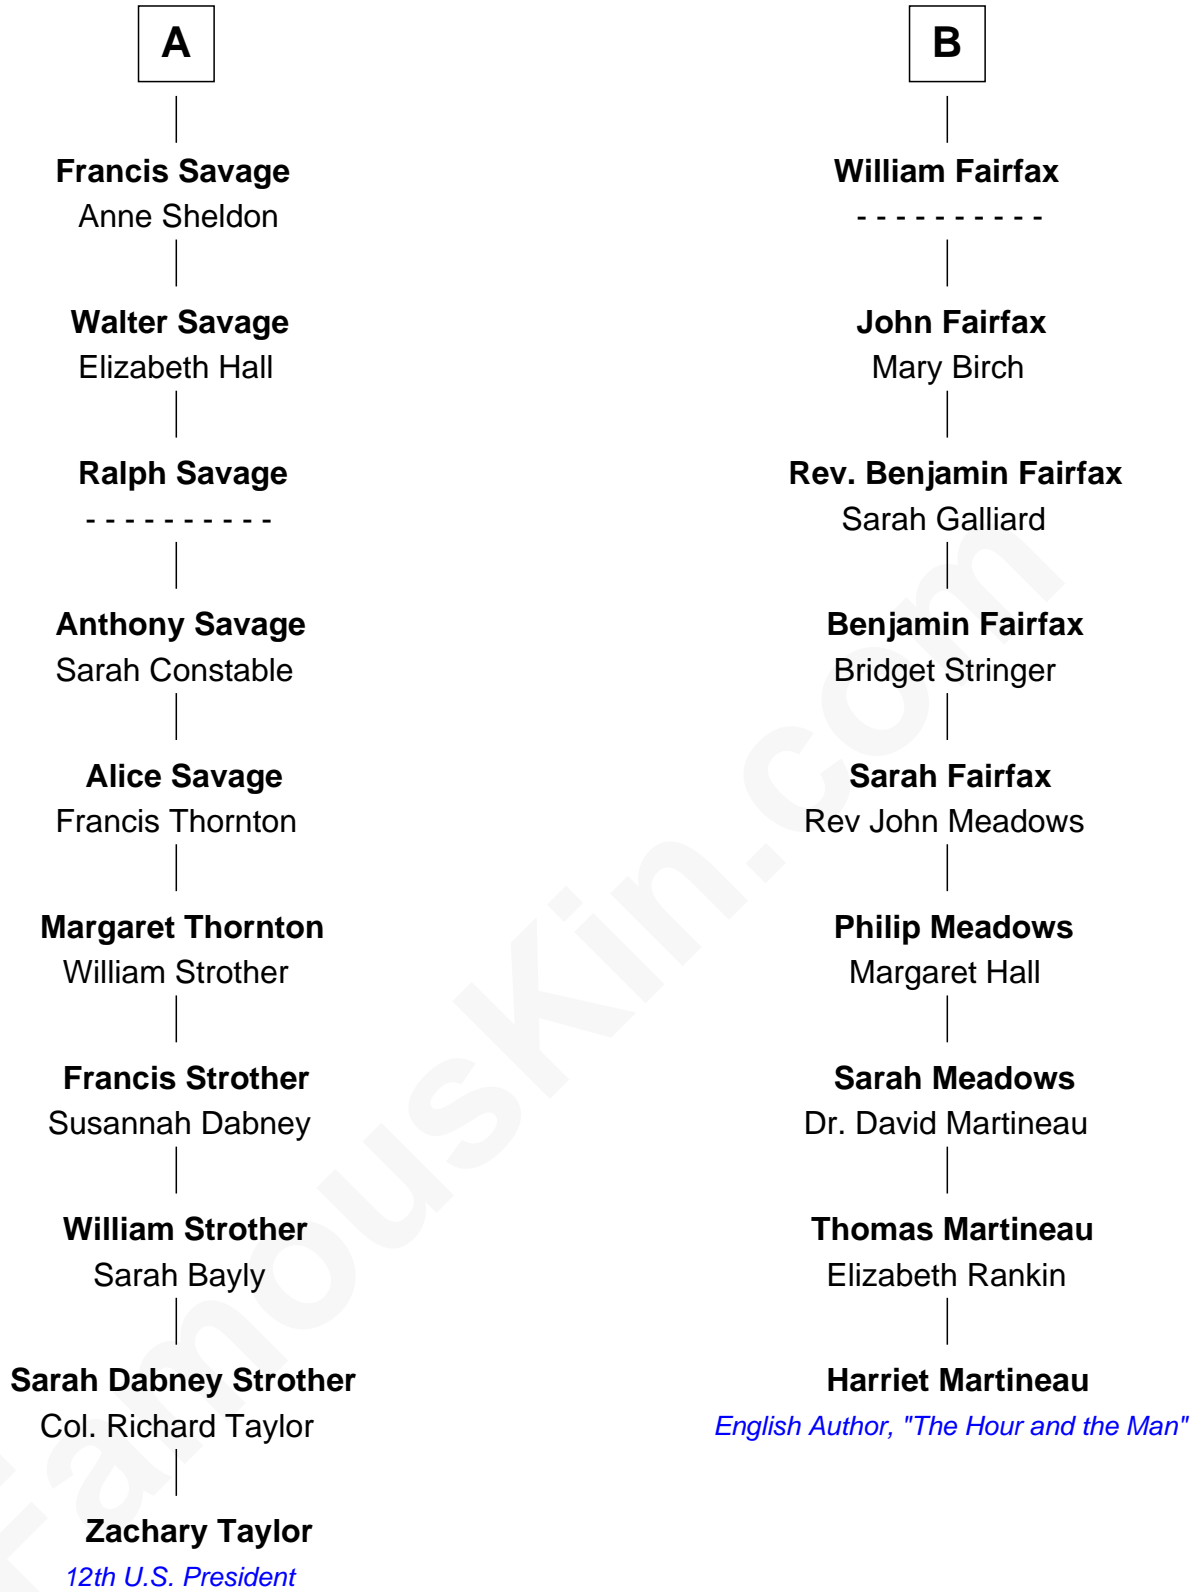 A
Francis Savage
Anne Sheldon
Walter Savage
Elizabeth Hall
Ralph Savage
- - - - - - - - - -
Anthony Savage
Sarah Constable
Alice Savage
Francis Thornton
Margaret Thornton
William Strother
Francis Strother
Susannah Dabney
William Strother
Sarah Bayly
Sarah Dabney Strother
Col. Richard Taylor
Zachary Taylor
12th U.S. President
B
William Fairfax
- - - - - - - - - -
John Fairfax
Mary Birch
Rev. Benjamin Fairfax
Sarah Galliard
Benjamin Fairfax
Bridget Stringer
Sarah Fairfax
Rev John Meadows
Philip Meadows
Margaret Hall
Sarah Meadows
Dr. David Martineau
Thomas Martineau
Elizabeth Rankin
Harriet Martineau
English Author, "The Hour and the Man"
FamousKin.com